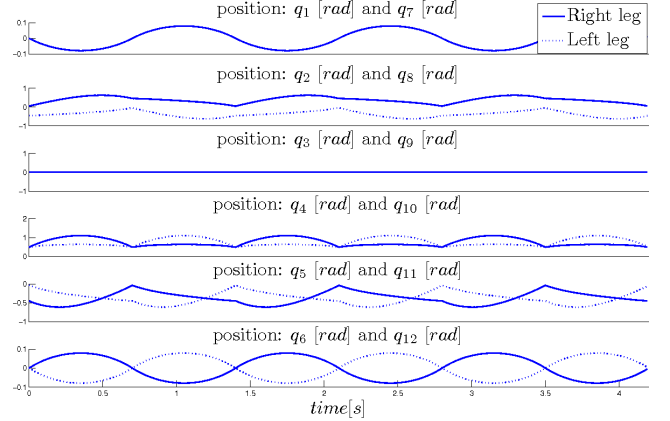 position: q1 [rad] and q7 [rad]
Right leg
Left leg
0.1
0
−0.1
position: q2 [rad] and q8 [rad]
1
0
−1
position: q3 [rad] and q9 [rad]
1
0
−1
position: q4 [rad] and q10 [rad]
2
1
0
position: q5 [rad] and q11 [rad]
0
−0.5
−1
position: q6 [rad] and q12 [rad]
0.1
0
−0.1
0 0.5 1 1.5 2 2.5 3 3.5 4
time[s]